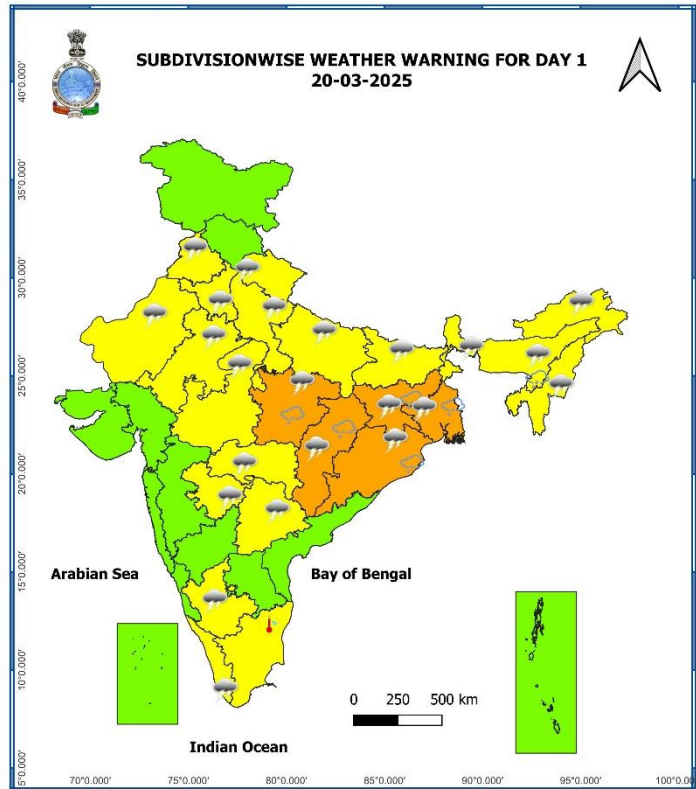 SUBDIVISIONWISE WEATHER WARNING FOR DAY 1
20-03-2025
40°0.000'
35°0.000'
30°0.000'
25°0.000'
20°0.000'
15°0.000'
10°0.000'
5°0.000'
Arabian Sea
Bay of Bengal
0 250 500 km
Indian Ocean
70°0.000' 75°0.000' 80°0.000' 85°0.000' 90°0.000' 95°0.000' 100°0.0